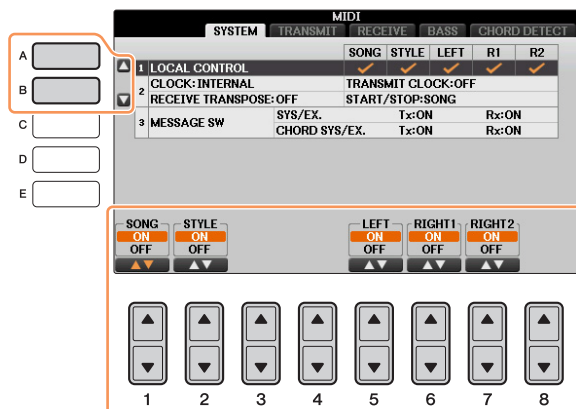 MIDI
SYSTEM TRANSMIT RECEIVE BASS CHORD DETECT
SONG STYLE LEFT R1 R2
A
1 LOCAL CONTROL
B
2 CLOCK:INTERNAL TRANSMIT CLOCK:OFF
RECEIVE TRANSPOSE:OFF START/STOP:SONG
C
3 MESSAGE SW SYS/EX. Tx:ON Rx:ON
CHORD SYS/EX. Tx:ON Rx:ON
D
E
SONG STYLE LEFT RIGHT1 RIGHT2
ON ON ON ON ON
OFF OFF OFF OFF OFF
1 2 3 4 5 6 7 8